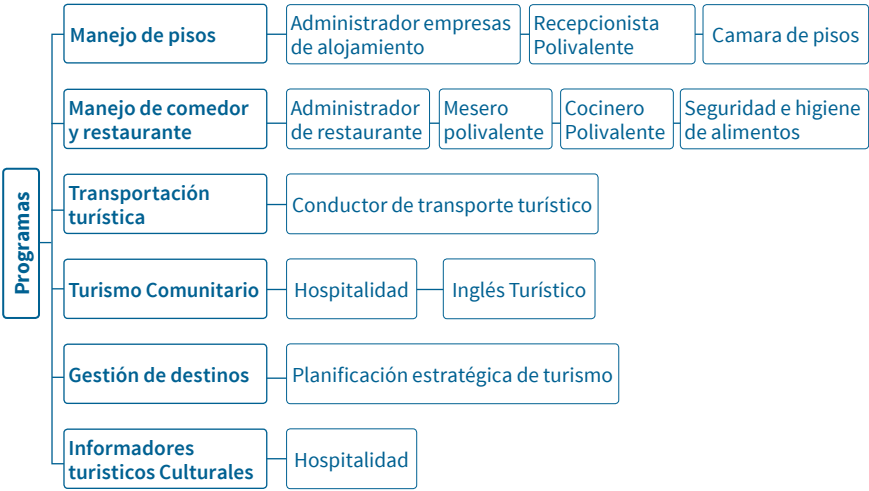 Programas
Manejo de pisos
Administrador empresas
de alojamiento
Recepcionista
Polivalente
Camara de pisos
Manejo de comedor
y restaurante
Administrador
de restaurante
Mesero
polivalente
Cocinero
Polivalente
Seguridad e higiene
de alimentos
Transportación
turística
Conductor de transporte turístico
Turismo Comunitario
Hospitalidad
Inglés Turístico
Gestión de destinos
Planificación estratégica de turismo
Informadores
turisticos Culturales
Hospitalidad